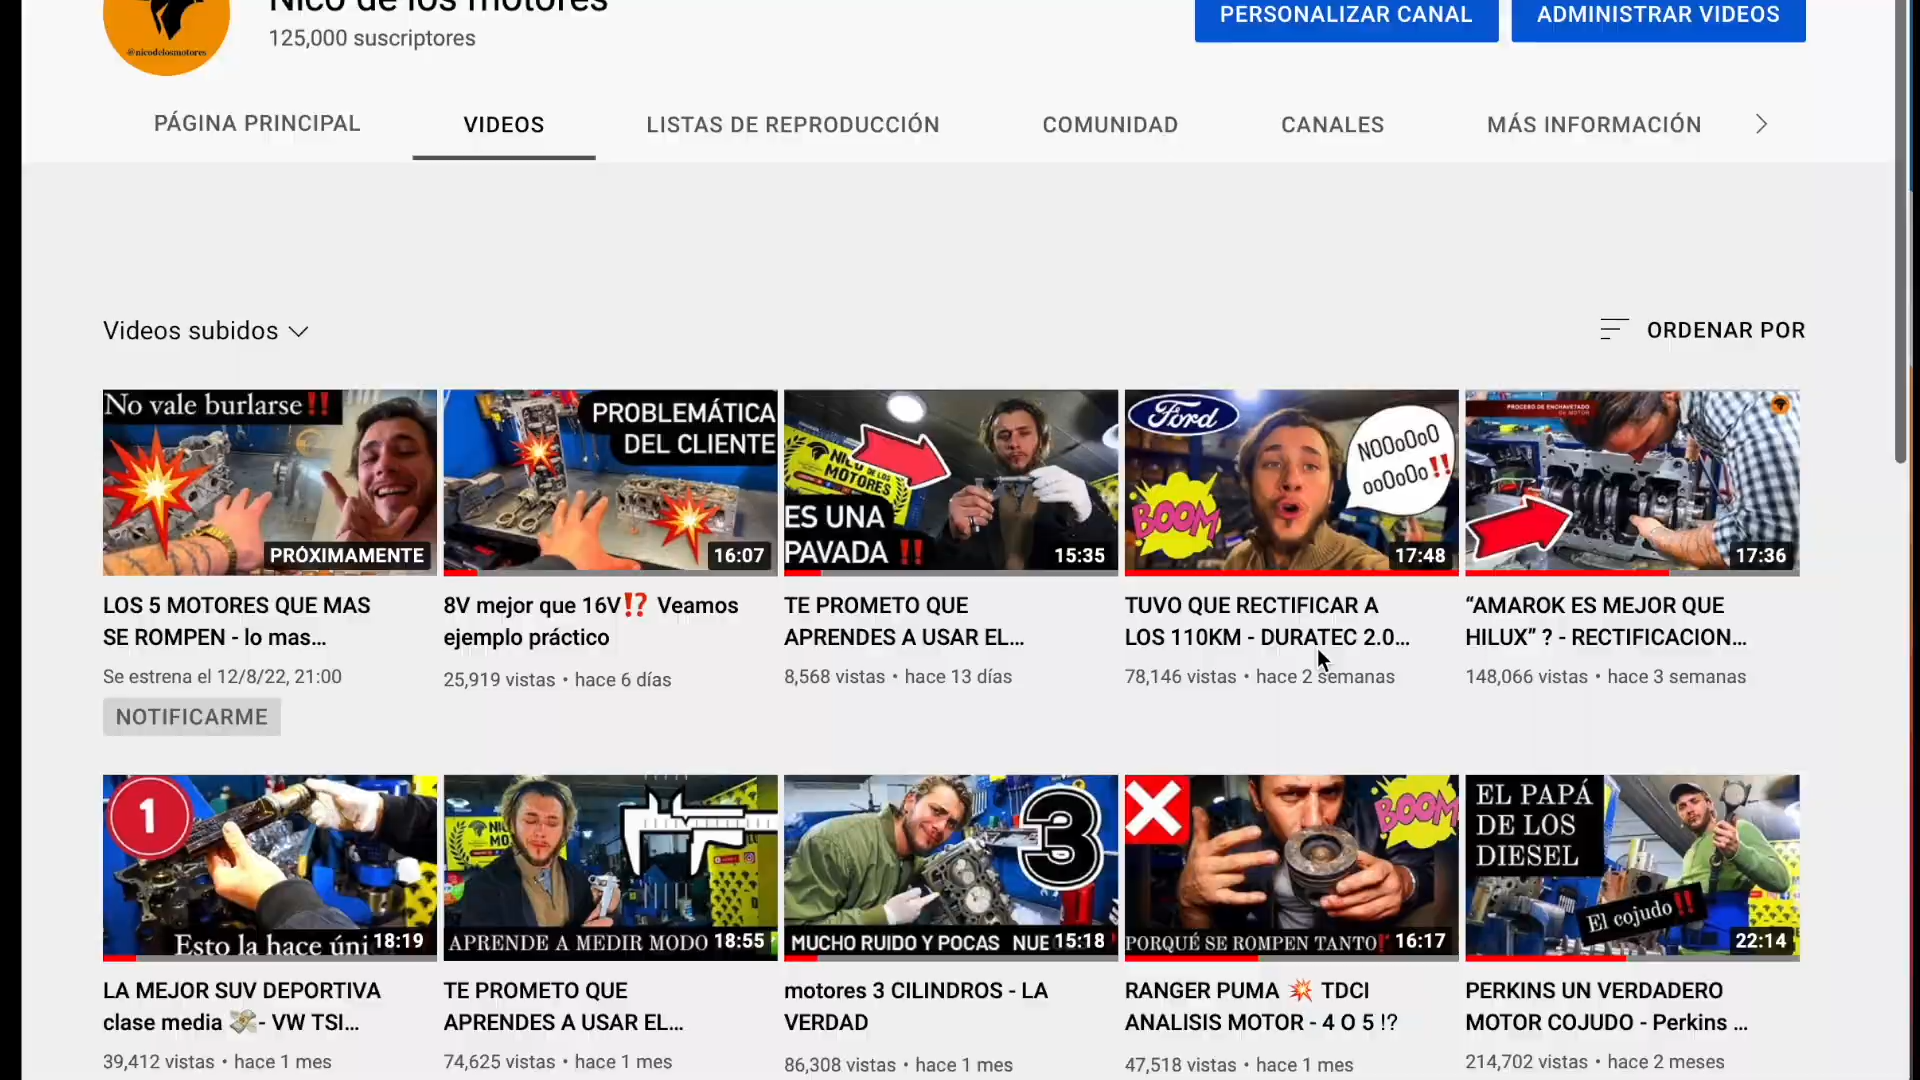 Nico de los motores
@nicodelosmotores
125,000 suscriptores
PERSONALIZAR CANAL
ADMINISTRAR VIDEOS
PÁGINA PRINCIPAL
VIDEOS
LISTAS DE REPRODUCCIÓN
COMUNIDAD
CANALES
MÁS INFORMACIÓN
Videos subidos
ORDENAR POR
No vale burlarse‼️
PRÓXIMAMENTE
LOS 5 MOTORES QUE MAS
SE ROMPEN - lo mas...
Se estrena el 12/8/22, 21:00
NOTIFICARME
PROBLEMÁTICA
DEL CLIENTE
16:07
8V mejor que 16V⁉️ Veamos
ejemplo práctico
25,919 vistas • hace 6 días
NICO DE LOS
MOTORES
ES UNA
PAVADA ‼️
15:35
TE PROMETO QUE
APRENDES A USAR EL...
8,568 vistas • hace 13 días
Ford
BOOM
NOOoOoO
ooOoOo‼️
17:48
TUVO QUE RECTIFICAR A
LOS 110KM - DURATEC 2.0...
78,146 vistas • hace 2 semanas
PROCESO DE ENCHAVETADO
DE MOTOR
17:36
“AMAROK ES MEJOR QUE
HILUX” ? - RECTIFICACION...
148,066 vistas • hace 3 semanas
1
Esto la hace úni
18:19
LA MEJOR SUV DEPORTIVA
clase media 💸- VW TSI...
39,412 vistas • hace 1 mes
APRENDE A MEDIR MODO
18:55
TE PROMETO QUE
APRENDES A USAR EL...
74,625 vistas • hace 1 mes
3
MUCHO RUIDO Y POCAS NUE
15:18
motores 3 CILINDROS - LA
VERDAD
86,308 vistas • hace 1 mes
BOOM
PORQUÉ SE ROMPEN TANTO
16:17
RANGER PUMA 💥 TDCI
ANALISIS MOTOR - 4 O 5 !?
47,518 vistas • hace 1 mes
EL PAPÁ
DE LOS
DIESEL
El cojudo‼️
22:14
PERKINS UN VERDADERO
MOTOR COJUDO - Perkins ...
214,702 vistas • hace 2 meses